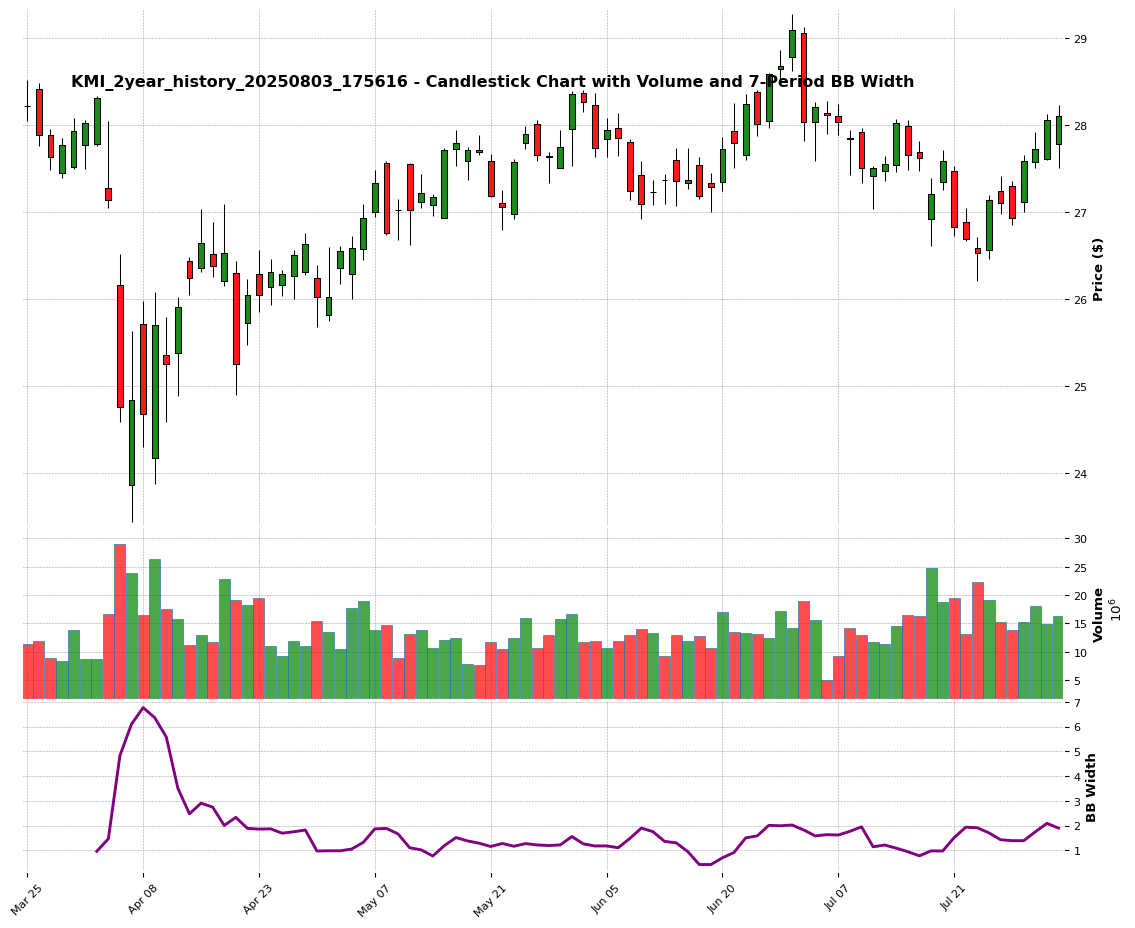 KMI_2year_history_20250803_175616 - Candlestick Chart with Volume and 7-Period BB Width
29
28
27
26
25
24
Price ($)
30
25
20
15
10
5
Volume
10^6
7
6
5
4
3
2
1
BB Width
Mar 25
Apr 08
Apr 23
May 07
May 21
Jun 05
Jun 20
Jul 07
Jul 21